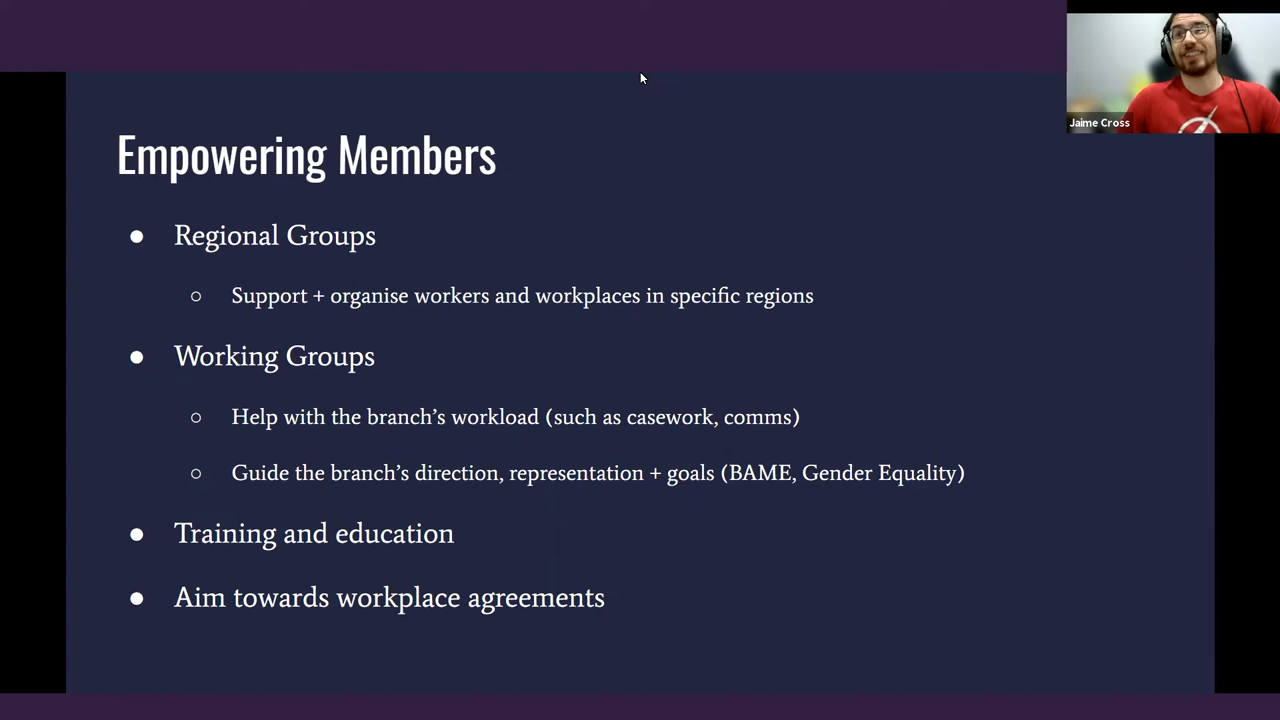 Jaime Cross
Empowering Members
● Regional Groups
○ Support + organise workers and workplaces in specific regions
● Working Groups
○ Help with the branch’s workload (such as casework, comms)
○ Guide the branch’s direction, representation + goals (BAME, Gender Equality)
● Training and education
● Aim towards workplace agreements